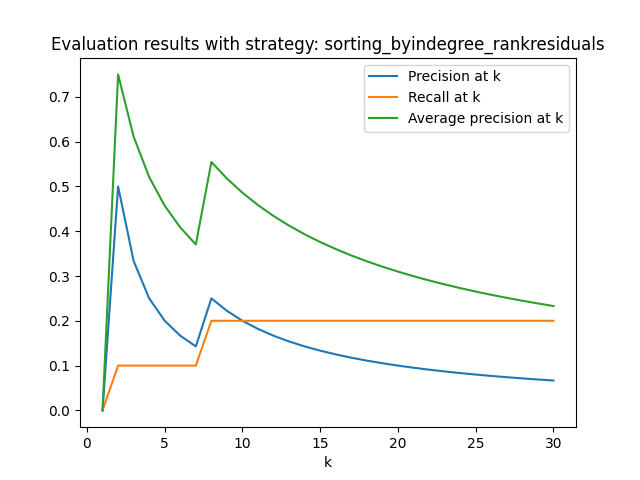 Evaluation results with strategy: sorting_byindegree_rankresiduals
Precision at k
Recall at k
Average precision at k
0.7
0.6
0.5
0.4
0.3
0.2
0.1
0.0
0 5 10 15 20 25 30
k